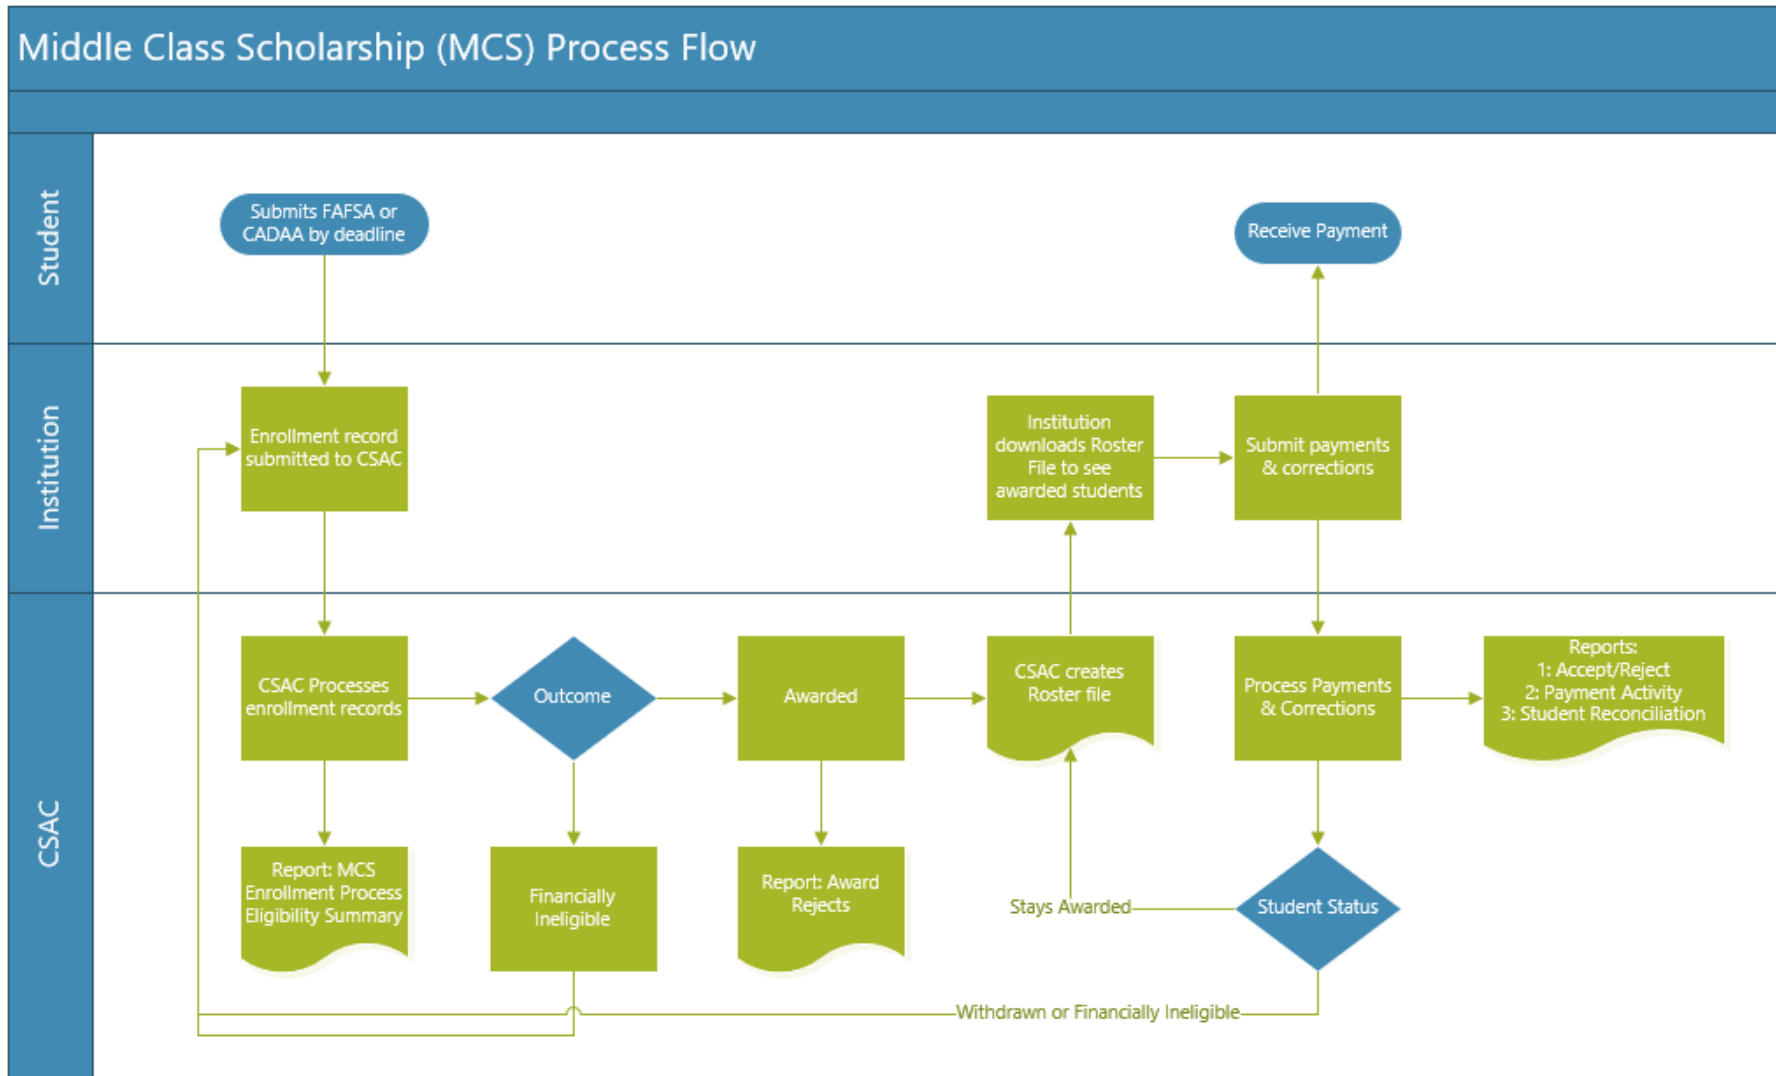 Middle Class Scholarship (MCS) Process Flow
Student
Submits FAFSA or
CADAA by deadline
Receive Payment
Institution
Enrollment record
submitted to CSAC
Institution
downloads Roster
File to see
awarded students
Submit payments
& corrections
CSAC
CSAC Processes
enrollment records
Outcome
Awarded
CSAC creates
Roster file
Process Payments
& Corrections
Reports:
1: Accept/Reject
2: Payment Activity
3: Student Reconciliation
Report: MCS
Enrollment Process
Eligibility Summary
Financially
Ineligible
Report: Award
Rejects
Stays Awarded
Student Status
Withdrawn or Financially Ineligible